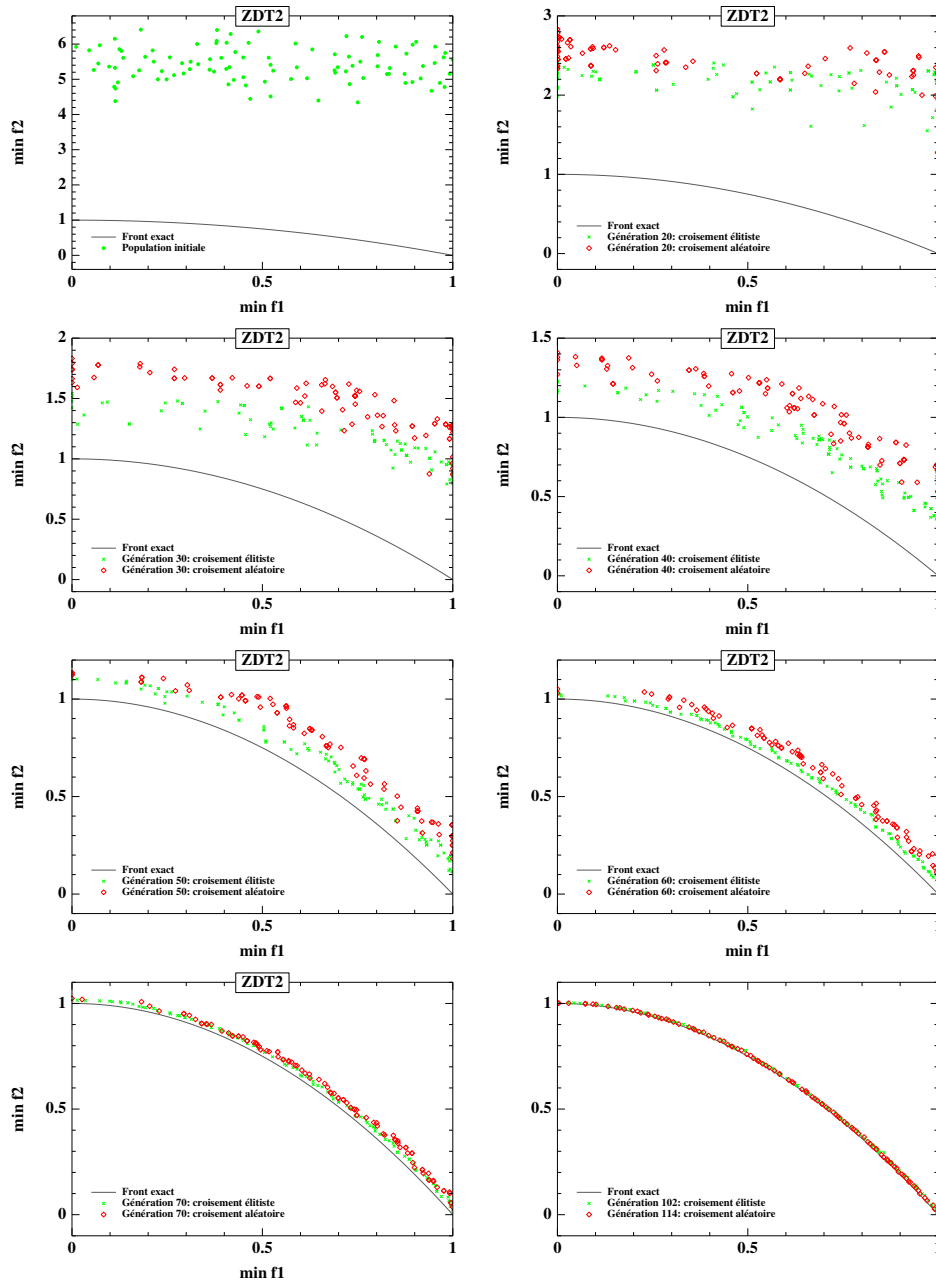 ZDT2
6
5
4
3
2
1
0
min f2
Front exact
Population initiale
0
0.5
1
min f1
ZDT2
3
2
1
0
min f2
Front exact
Génération 20: croisement élitiste
Génération 20: croisement aléatoire
0
0.5
1
min f1
ZDT2
2
1.5
1
0.5
0
min f2
Front exact
Génération 30: croisement élitiste
Génération 30: croisement aléatoire
0
0.5
1
min f1
ZDT2
1.5
1
0.5
0
min f2
Front exact
Génération 40: croisement élitiste
Génération 40: croisement aléatoire
0
0.5
1
min f1
ZDT2
1
0.5
0
min f2
Front exact
Génération 50: croisement élitiste
Génération 50: croisement aléatoire
0
0.5
1
min f1
ZDT2
1
0.5
0
min f2
Front exact
Génération 60: croisement élitiste
Génération 60: croisement aléatoire
0
0.5
1
min f1
ZDT2
1
0.5
0
min f2
Front exact
Génération 70: croisement élitiste
Génération 70: croisement aléatoire
0
0.5
1
min f1
1
0.5
0
min f2
Front exact
Génération 102: croisement élitiste
Génération 114: croisement aléatoire
0
0.5
1
min f1